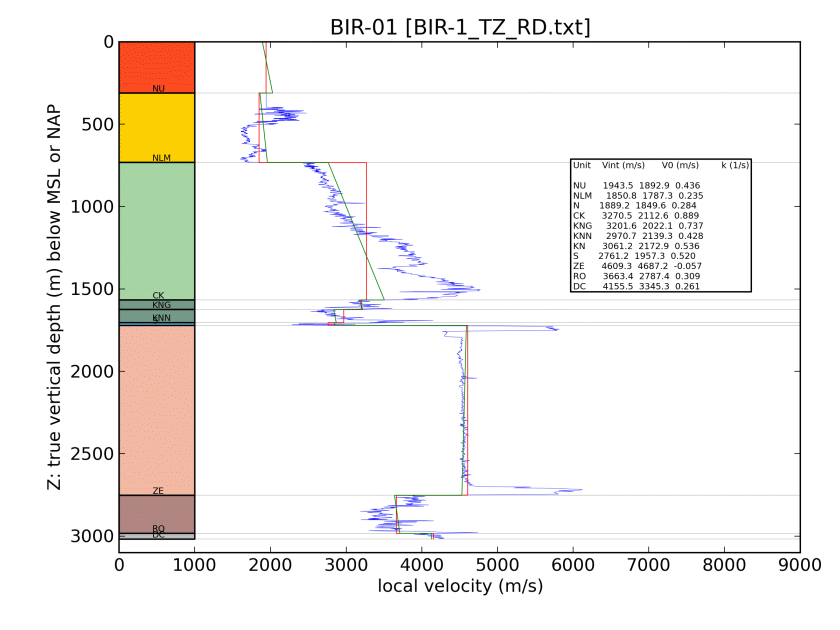 BIR-01 [BIR-1_TZ_RD.txt]
Z: true vertical depth (m) below MSL or NAP
0
500
1000
1500
2000
2500
3000
NU
NLM
CK
KNG
KNN
S
ZE
RO
DC
Unit Vint (m/s) V0 (m/s) k (1/s)
NU 1943.5 1892.9 0.436
NLM 1850.8 1787.3 0.235
N 1889.2 1849.6 0.284
CK 3270.5 2112.6 0.889
KNG 3201.6 2022.1 0.737
KNN 2970.7 2139.3 0.428
KN 3061.2 2172.9 0.536
S 2761.2 1957.3 0.520
ZE 4609.3 4687.2 -0.057
RO 3663.4 2787.4 0.309
DC 4155.5 3345.3 0.261
0 1000 2000 3000 4000 5000 6000 7000 8000 9000
local velocity (m/s)